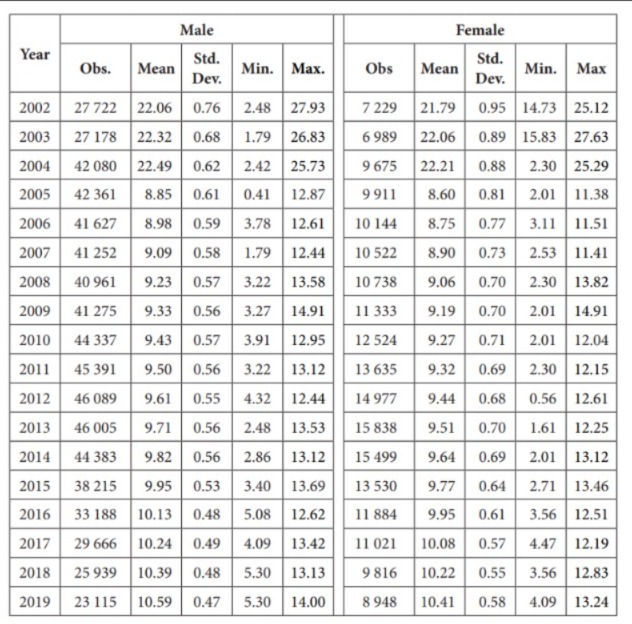 Year Male Female
Obs. Mean Std. Dev. Min. Max. Obs Mean Std. Dev. Min. Max
2002 27 722 22.06 0.76 2.48 27.93 7 229 21.79 0.95 14.73 25.12
2003 27 178 22.32 0.68 1.79 26.83 6 989 22.06 0.89 15.83 27.63
2004 42 080 22.49 0.62 2.42 25.73 9 675 22.21 0.88 2.30 25.29
2005 42 361 8.85 0.61 0.41 12.87 9 911 8.60 0.81 2.01 11.38
2006 41 627 8.98 0.59 3.78 12.61 10 144 8.75 0.77 3.11 11.51
2007 41 252 9.09 0.58 1.79 12.44 10 522 8.90 0.73 2.53 11.41
2008 40 961 9.23 0.57 3.22 13.58 10 738 9.06 0.70 2.30 13.82
2009 41 275 9.33 0.56 3.27 14.91 11 333 9.19 0.70 2.01 14.91
2010 44 337 9.43 0.57 3.91 12.95 12 524 9.27 0.71 2.01 12.04
2011 45 391 9.50 0.56 3.22 13.12 13 635 9.32 0.69 2.30 12.15
2012 46 089 9.61 0.55 4.32 12.44 14 977 9.44 0.68 0.56 12.61
2013 46 005 9.71 0.56 2.48 13.53 15 838 9.51 0.70 1.61 12.25
2014 44 383 9.82 0.56 2.86 13.12 15 499 9.64 0.69 2.01 13.12
2015 38 215 9.95 0.53 3.40 13.69 13 530 9.77 0.64 2.71 13.46
2016 33 188 10.13 0.48 5.08 12.62 11 884 9.95 0.61 3.56 12.51
2017 29 666 10.24 0.49 4.09 13.42 11 021 10.08 0.57 4.47 12.19
2018 25 939 10.39 0.48 5.30 13.13 9 816 10.22 0.55 3.56 12.83
2019 23 115 10.59 0.47 5.30 14.00 8 948 10.41 0.58 4.09 13.24